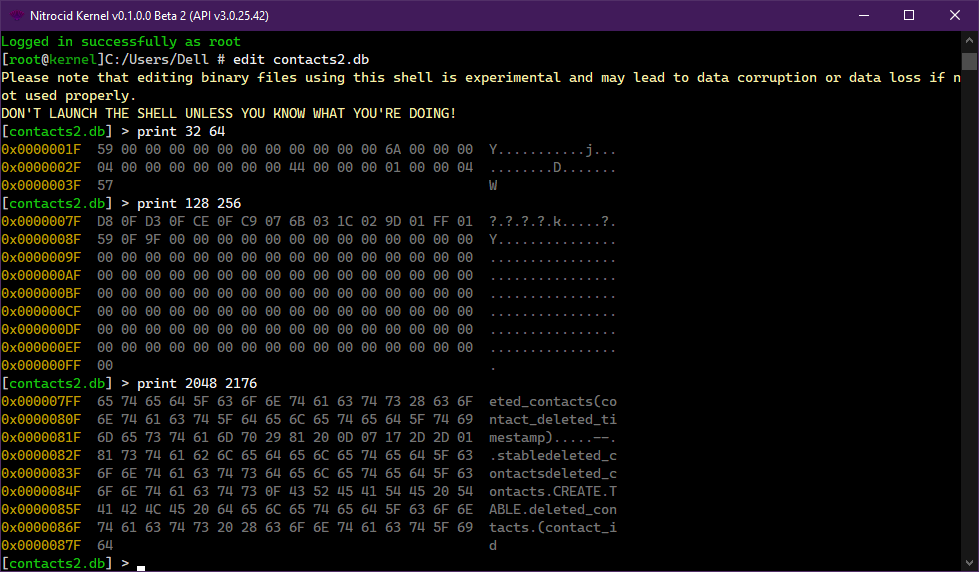 Nitrocid Kernel v0.1.0.0 Beta 2 (API v3.0.25.42)
Logged in successfully as root
[root@kernel]C:/Users/Dell # edit contacts2.db
Please note that editing binary files using this shell is experimental and may lead to data corruption or data loss if n
ot used properly.
DON'T LAUNCH THE SHELL UNLESS YOU KNOW WHAT YOU'RE DOING!
[contacts2.db] > print 32 64
0x0000001F 59 00 00 00 00 00 00 00 00 00 00 00 6A 00 00 00 Y...........j...
0x0000002F 04 00 00 00 00 00 00 00 44 00 00 00 01 00 00 04 ........D.......
0x0000003F 57 W
[contacts2.db] > print 128 256
0x0000007F D8 0F D3 0F CE 0F C9 07 6B 03 1C 02 9D 01 FF 01 ?.?.?.?.k.....?.
0x0000008F 59 0F 9F 00 00 00 00 00 00 00 00 00 00 00 00 00 Y...............
0x0000009F 00 00 00 00 00 00 00 00 00 00 00 00 00 00 00 00 ................
0x000000AF 00 00 00 00 00 00 00 00 00 00 00 00 00 00 00 00 ................
0x000000BF 00 00 00 00 00 00 00 00 00 00 00 00 00 00 00 00 ................
0x000000CF 00 00 00 00 00 00 00 00 00 00 00 00 00 00 00 00 ................
0x000000DF 00 00 00 00 00 00 00 00 00 00 00 00 00 00 00 00 ................
0x000000EF 00 00 00 00 00 00 00 00 00 00 00 00 00 00 00 00 ................
0x000000FF 00 .
[contacts2.db] > print 2048 2176
0x000007FF 65 74 65 64 5F 63 6F 6E 74 61 63 74 73 28 63 6F eted_contacts(co
0x0000080F 6E 74 61 63 74 5F 64 65 6C 65 74 65 64 5F 74 69 ntact_deleted_ti
0x0000081F 6D 65 73 74 61 6D 70 29 81 20 0D 07 17 2D 2D 01 mestamp).....--.
0x0000082F 81 73 74 61 62 6C 65 64 65 6C 65 74 65 64 5F 63 .stabledeleted_c
0x0000083F 6F 6E 74 61 63 74 73 64 65 6C 65 74 65 64 5F 63 ontactsdeleted_c
0x0000084F 6F 6E 74 61 63 74 73 0F 43 52 45 41 54 45 20 54 ontacts.CREATE.T
0x0000085F 41 42 4C 45 20 64 65 6C 65 74 65 64 5F 63 6F 6E ABLE.deleted_con
0x0000086F 74 61 63 74 73 20 28 63 6F 6E 74 61 63 74 5F 69 tacts.(contact_i
0x0000087F 64 d
[contacts2.db] >